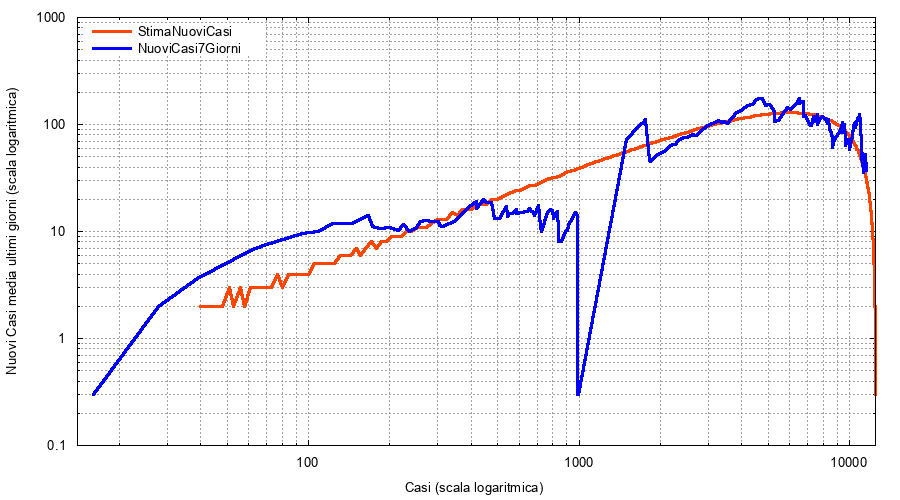 1000
StimaNuoviCasi
NuoviCasi7Giorni
100
10
1
0.1
100
1000
10000
Nuovi Casi media ultimi giorni (scala logaritmica)
Casi (scala logaritmica)